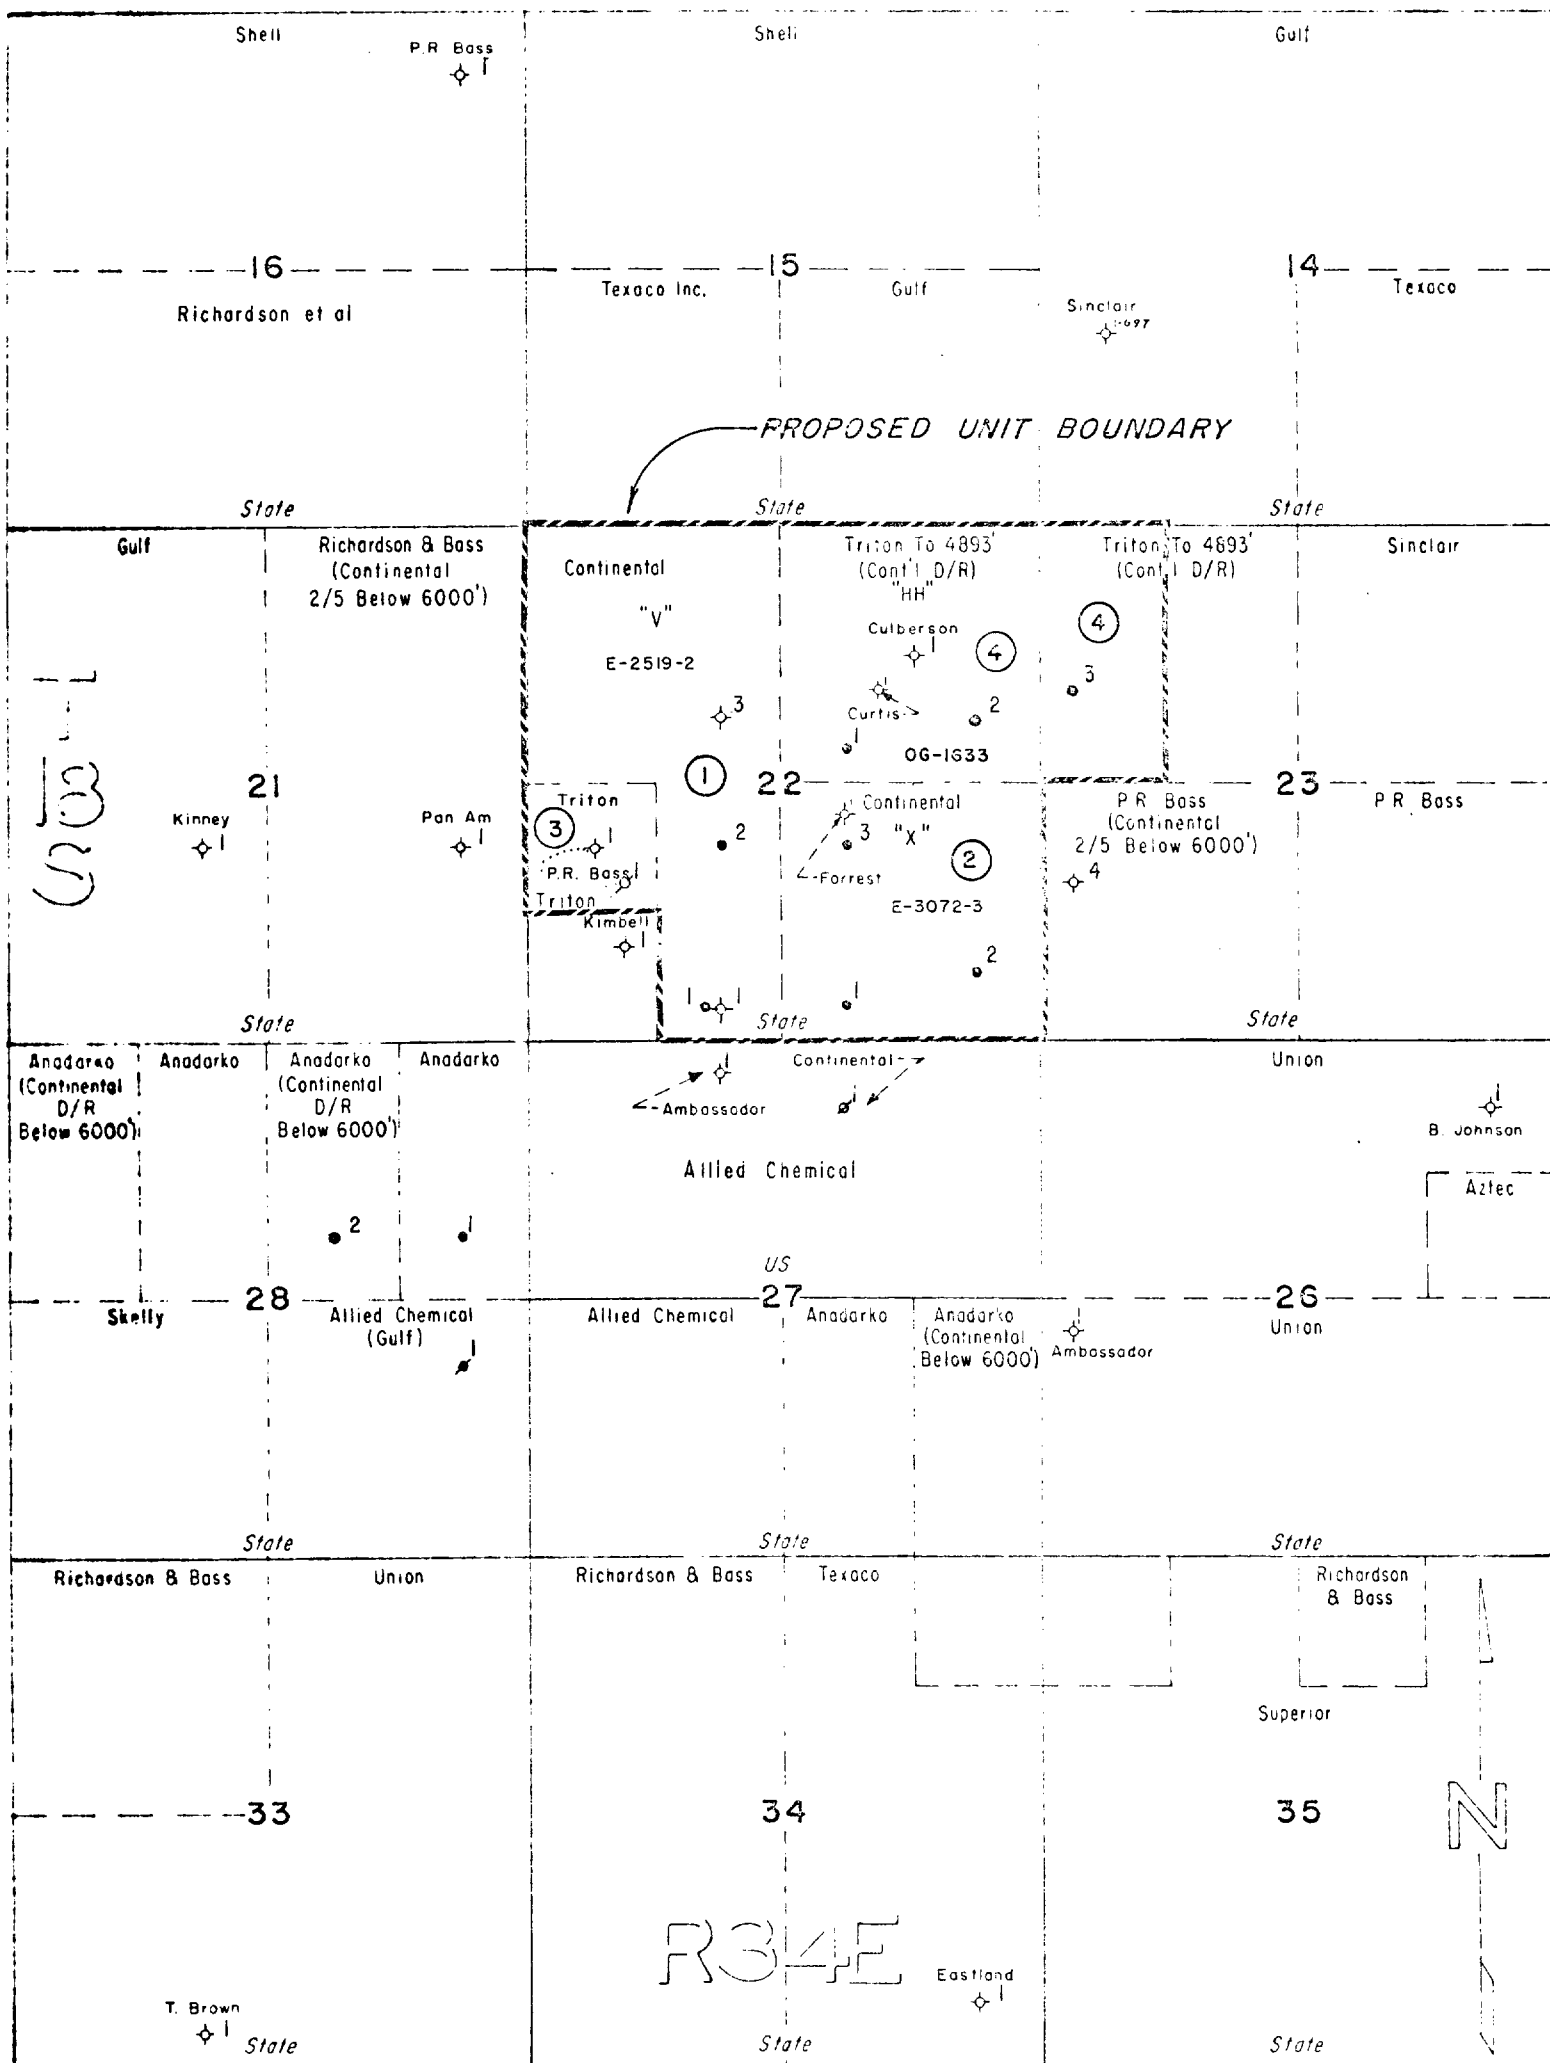 Shell
P.R Bass
1
Shell
Gulf
16
15
14
Richardson et al
Texaco Inc.
Gulf
Texaco
Sinclair
1-697
PROPOSED UNIT BOUNDARY
State
State
State
Gulf
Richardson & Bass
(Continental
2/5 Below 6000')
Continental
"V"
E-2519-2
Triton To 4893'
(Cont'l D/R)
"HH"
Triton To 4893'
(Cont'l D/R)
Sinclair
Culberson
1
4
4
3
3
Curtis
1
2
1
OG-1633
T
18
S
21
1
22
23
Kinney
1
Pan Am
1
Triton
3
1
P.R. Bass
1
Triton
2
Continental
1
"X"
3
2
Forrest
E-3072-3
P R Bass
(Continental
2/5 Below 6000')
4
P R Bass
Kimbell
1
2
1
1
1
State
State
State
Anadarko
(Continental
D/R
Below 6000')
Anadarko
Anadarko
(Continental
D/R
Below 6000')
Anadarko
1
Continental
Ambassador
1
Union
1
B. Johnson
Allied Chemical
Aztec
2
1
US
28
27
26
Skelly
Allied Chemical
(Gulf)
1
Allied Chemical
Anadarko
Anadarko
(Continental
Below 6000')
1
Ambassador
Union
State
State
State
Richardson & Bass
Union
Richardson & Bass
Texaco
Richardson
& Bass
Superior
33
34
35
N
R34E
Eastland
1
T. Brown
1
State
State
State